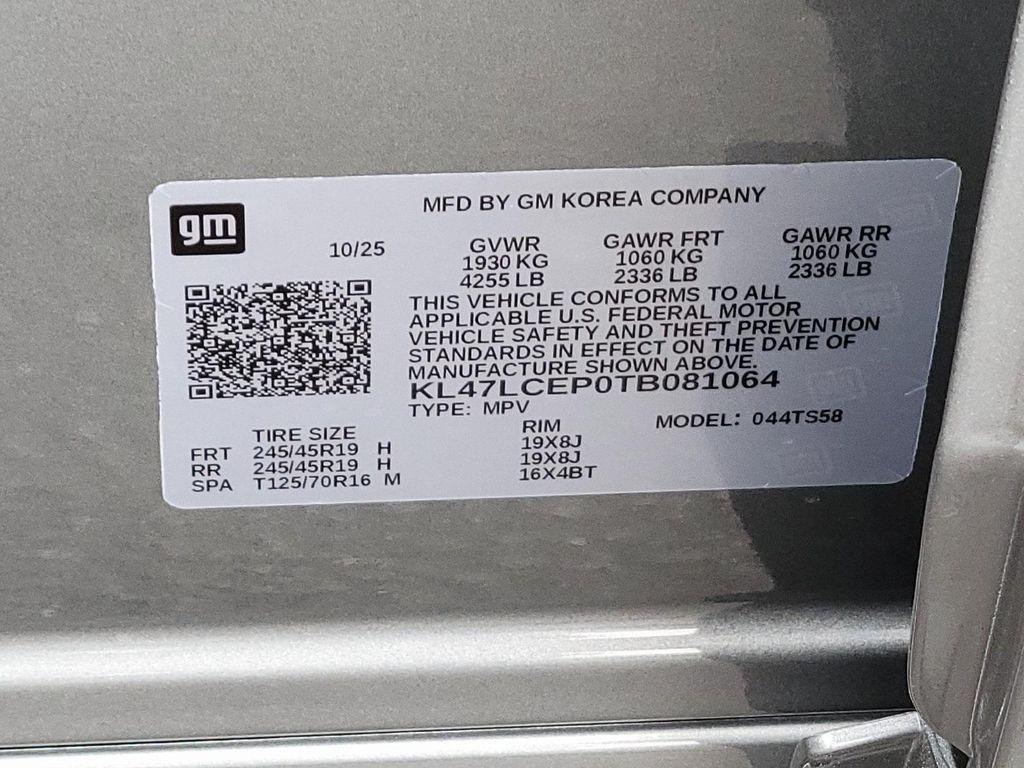 gm
MFD BY GM KOREA COMPANY
10/25
GVWR GAWR FRT GAWR RR
1930 KG 1060 KG 1060 KG
4255 LB 2336 LB 2336 LB
THIS VEHICLE CONFORMS TO ALL
APPLICABLE U.S. FEDERAL MOTOR
VEHICLE SAFETY AND THEFT PREVENTION
STANDARDS IN EFFECT ON THE DATE OF
MANUFACTURE SHOWN ABOVE.
KL47LCEP0TB081064
TYPE: MPV MODEL: 044TS58
TIRE SIZE RIM
FRT 245/45R19 H 19X8J
RR 245/45R19 H 19X8J
SPA T125/70R16 M 16X4BT